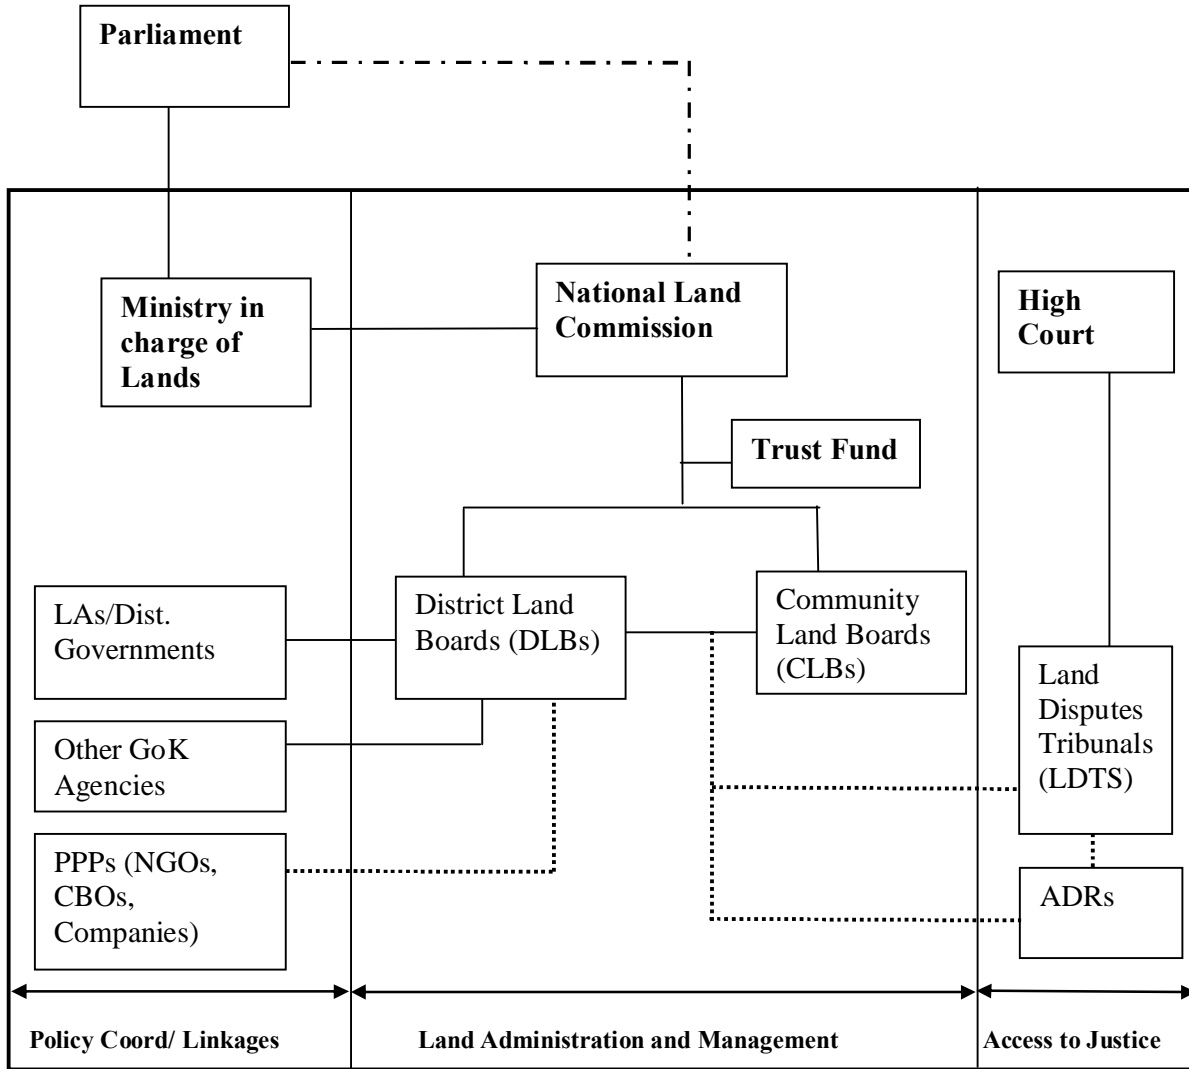 Parliament
Ministry in
charge of
Lands
National Land
Commission
High
Court
Trust Fund
LAs/Dist.
Governments
District Land
Boards (DLBs)
Community
Land Boards
(CLBs)
Land
Disputes
Tribunals
(LDTS)
Other GoK
Agencies
PPPs (NGOs,
CBOs,
Companies)
ADRs
Policy Coord/ Linkages
Land Administration and Management
Access to Justice